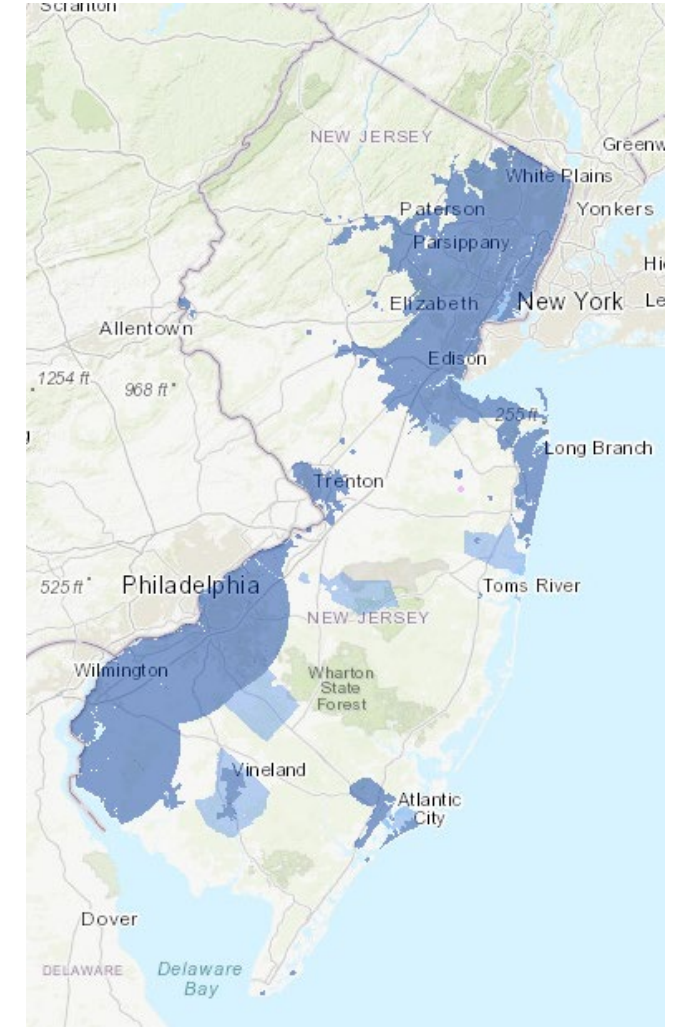 Scranton
NEW JERSEY
Greenw
White Plains
Paterson
Yonkers
Parsippany
Hi
Elizabeth
New York
Le
Allentown
Edison
1254 ft
968 ft
255 ft
Long Branch
Trenton
525 ft
Philadelphia
Toms River
NEW JERSEY
Wilmington
Wharton
State
Forest
Vineland
Atlantic
City
Dover
DELAWARE
Delaware
Bay